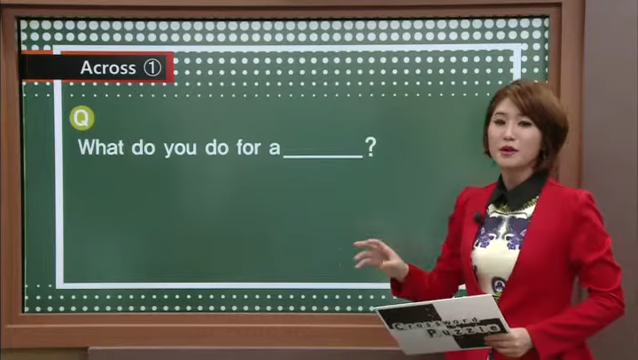 Across ①
Q
What do you do for a ______?
Crossword
Puzzle